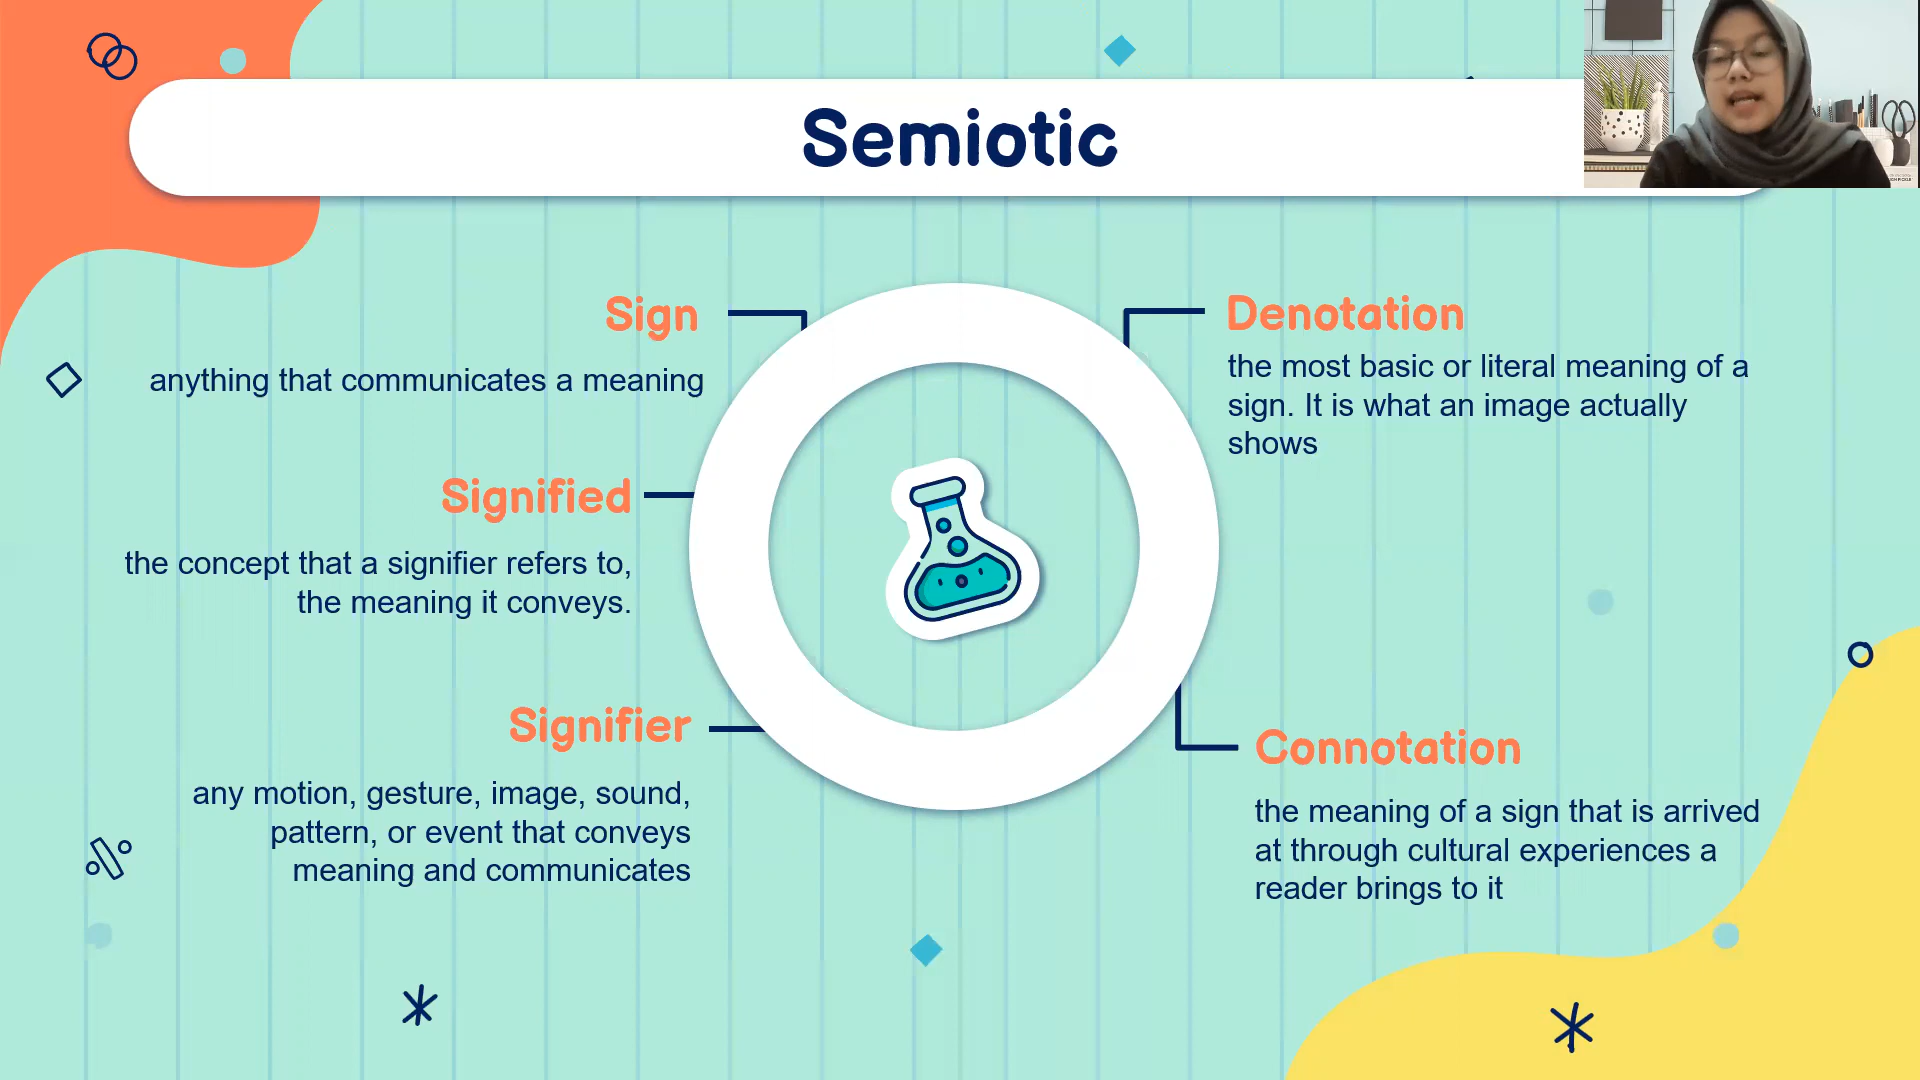 Semiotic
Sign
anything that communicates a meaning
Signified
the concept that a signifier refers to,
the meaning it conveys.
Signifier
any motion, gesture, image, sound,
pattern, or event that conveys
meaning and communicates
Denotation
the most basic or literal meaning of a
sign. It is what an image actually
shows
Connotation
the meaning of a sign that is arrived
at through cultural experiences a
reader brings to it